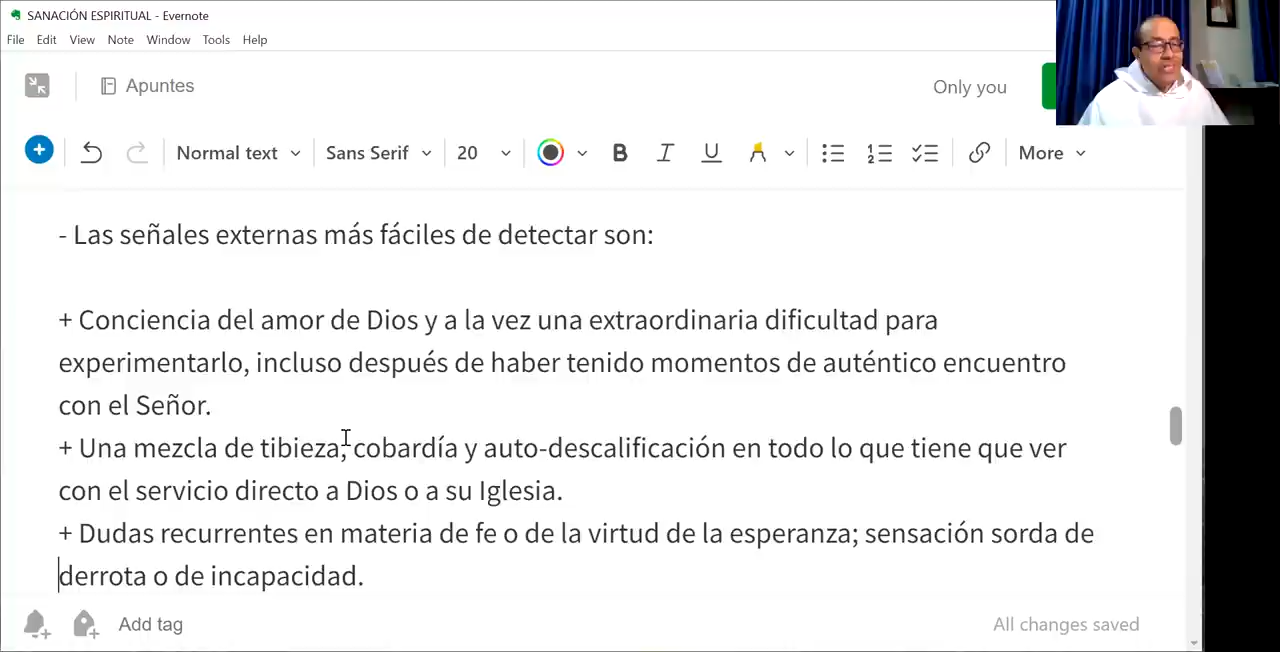 SANACIÓN ESPIRITUAL - Evernote
File Edit View Note Window Tools Help
Apuntes
Only you
Normal text Sans Serif 20 B I U More
- Las señales externas más fáciles de detectar son:
+ Conciencia del amor de Dios y a la vez una extraordinaria dificultad para
experimentarlo, incluso después de haber tenido momentos de auténtico encuentro
con el Señor.
+ Una mezcla de tibieza, cobardía y auto-descalificación en todo lo que tiene que ver
con el servicio directo a Dios o a su Iglesia.
+ Dudas recurrentes en materia de fe o de la virtud de la esperanza; sensación sorda de
derrota o de incapacidad.
Add tag
All changes saved